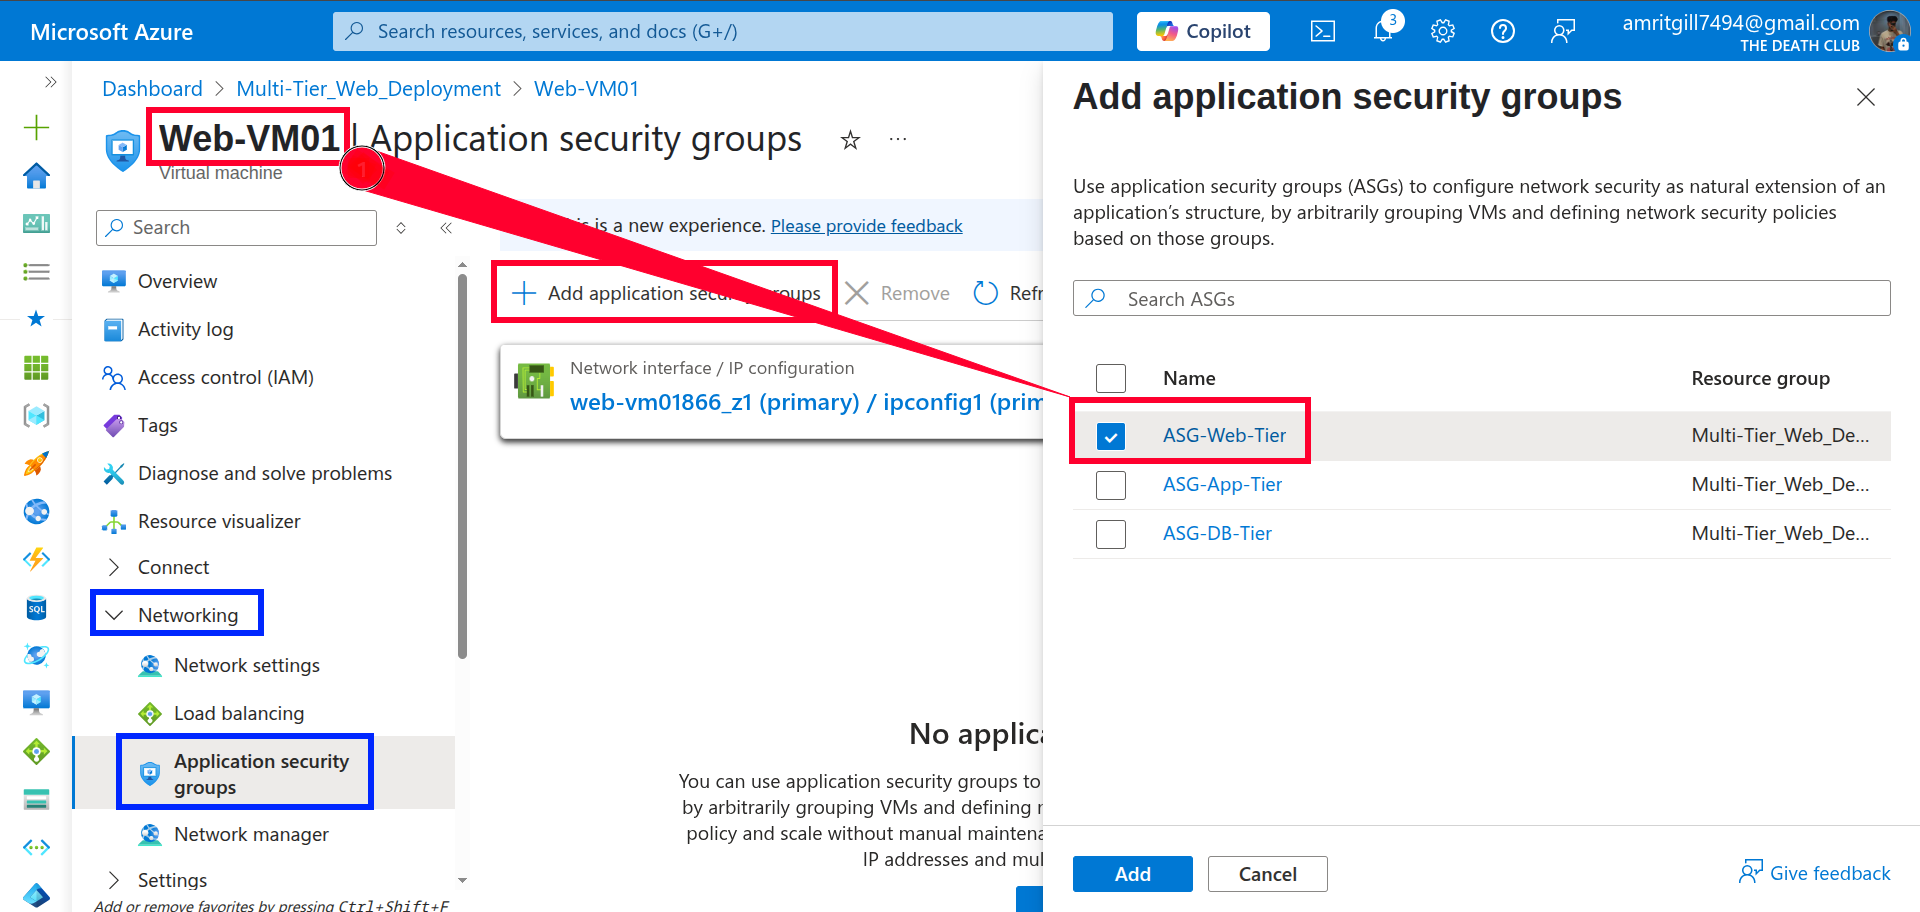 Microsoft Azure
Search resources, services, and docs (G+/)
Copilot
3
amritgill7494@gmail.com
THE DEATH CLUB
Dashboard > Multi-Tier_Web_Deployment > Web-VM01
Web-VM01 | Application security groups
Virtual machine
1
Search
Overview
Activity log
Access control (IAM)
Tags
Diagnose and solve problems
Resource visualizer
Connect
Networking
Network settings
Load balancing
Application security
groups
Network manager
Settings
Add or remove favorites by pressing Ctrl+Shift+F
is a new experience. Please provide feedback
Add application security groups
Remove
Refr
Network interface / IP configuration
web-vm01866_z1 (primary) / ipconfig1 (prim
No applica
You can use application security groups to
by arbitrarily grouping VMs and defining n
policy and scale without manual maintena
IP addresses and mul
Add application security groups
Use application security groups (ASGs) to configure network security as natural extension of an
application's structure, by arbitrarily grouping VMs and defining network security policies
based on those groups.
Search ASGs
Name Resource group
ASG-Web-Tier Multi-Tier_Web_De...
ASG-App-Tier Multi-Tier_Web_De...
ASG-DB-Tier Multi-Tier_Web_De...
Add
Cancel
Give feedback
SQL